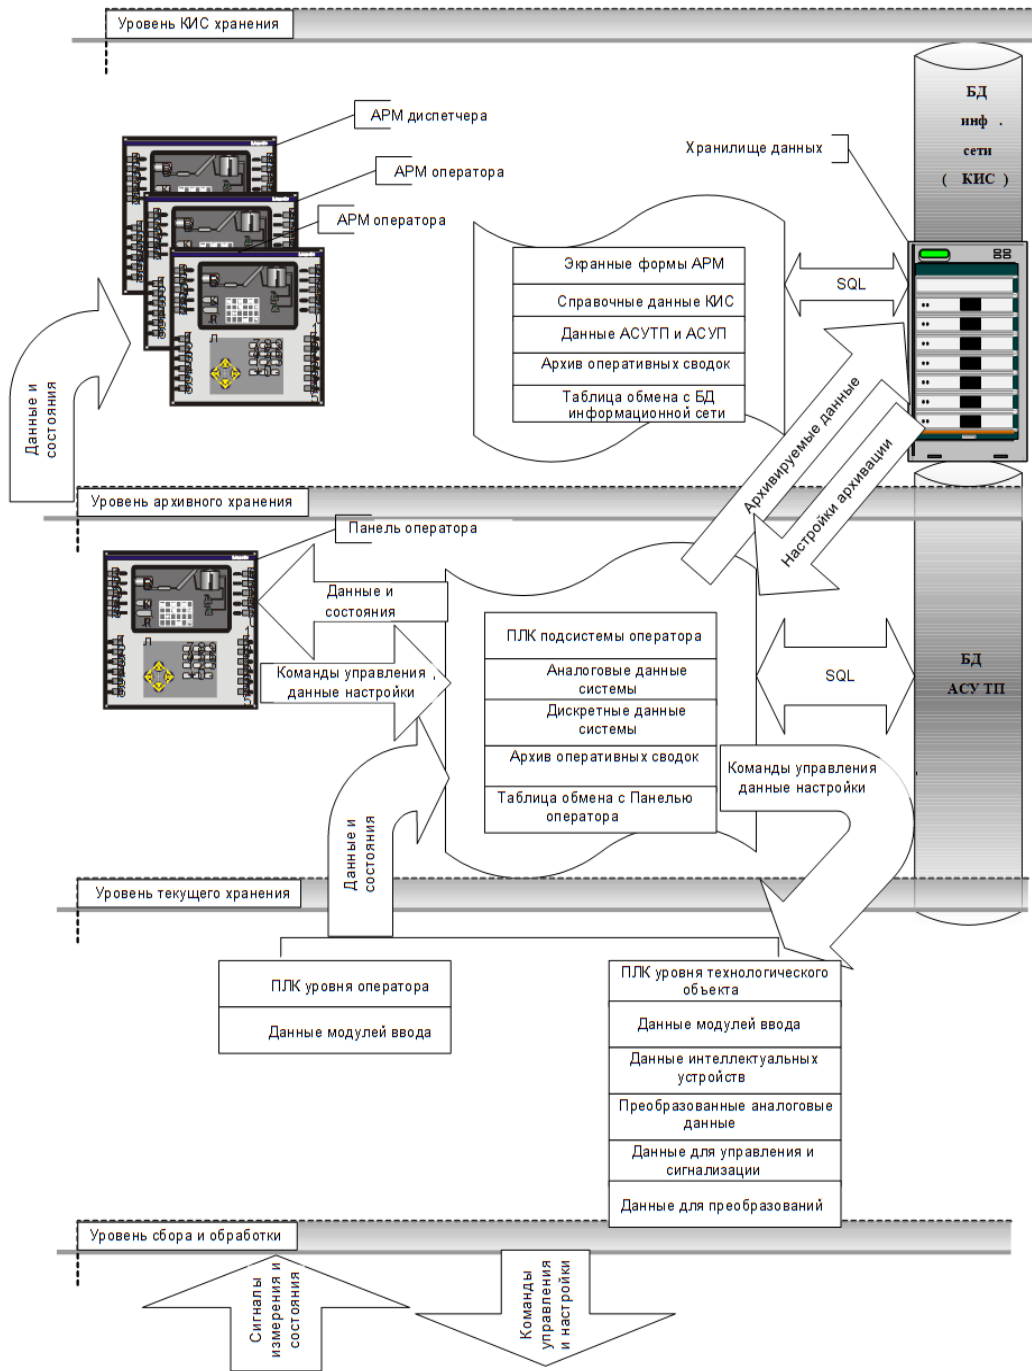 Уровень КИС хранения
БД
инф .
сети
( КИС )
АРМ диспетчера
АРМ оператора
АРМ оператора
Хранилище данных
Экранные формы АРМ
Справочные данные КИС
Данные АСУТП и АСУП
Архив оперативных сводок
Таблица обмена с БД
информационной сети
SQL
Данные и
состояния
Архивируемые данные
Настройки архивации
Уровень архивного хранения
Панель оператора
Данные и
состояния
Команды управления ,
данные настройки
ПЛК подсистемы оператора
Аналоговые данные
системы
Дискретные данные
системы
Архив оперативных сводок
Таблица обмена с Панелью
оператора
SQL
БД
АСУ ТП
Команды управления
данные настройки
Данные и
состояния
Уровень текущего хранения
ПЛК уровня оператора
Данные модулей ввода
ПЛК уровня технологического
объекта
Данные модулей ввода
Данные интеллектуальных
устройств
Преобразованные аналоговые
данные
Данные для управления и
сигнализации
Данные для преобразований
Уровень сбора и обработки
Сигналы
измерения и
состояния
Команды
управления
и настройки